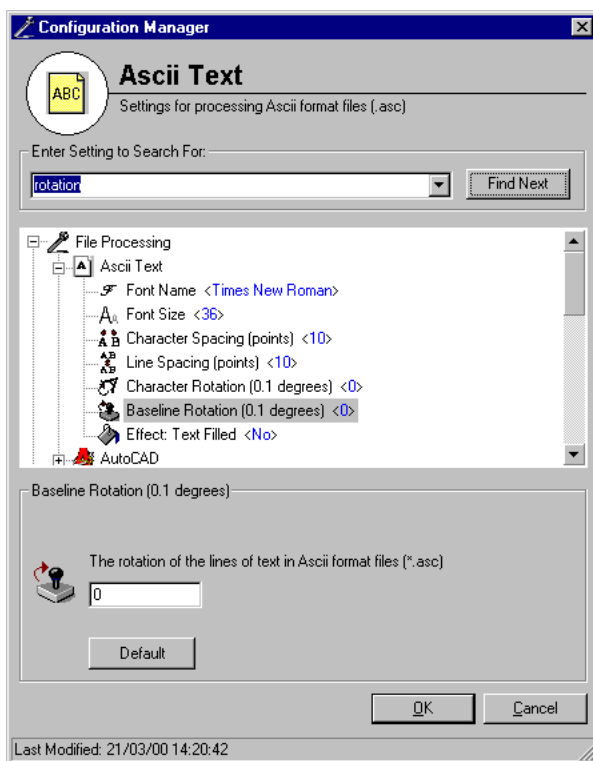 Configuration Manager
ABC
Ascii Text
Settings for processing Ascii format files (.asc)
Enter Setting to Search For:
rotation
Find Next
File Processing
Ascii Text
Font Name <Times New Roman>
Font Size <36>
Character Spacing (points) <10>
Line Spacing (points) <10>
Character Rotation (0.1 degrees) <0>
Baseline Rotation (0.1 degrees) <0>
Effect: Text Filled <No>
AutoCAD
Baseline Rotation (0.1 degrees)
The rotation of the lines of text in Ascii format files (*.asc)
0
Default
OK
Cancel
Last Modified: 21/03/00 14:20:42